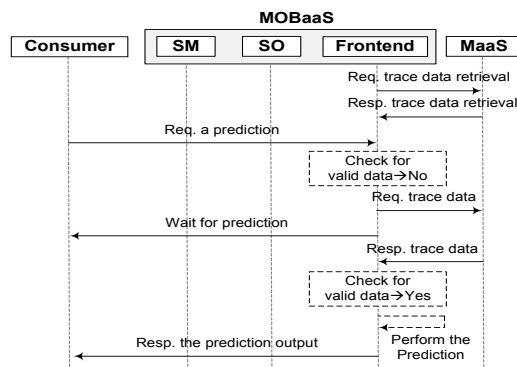 MOBaaS
Consumer
SM
SO
Frontend
MaaS
Req. trace data retrieval
Resp. trace data retrieval
Req. a prediction
Check for
valid data→No
Req. trace data
Wait for prediction
Resp. trace data
Check for
valid data→Yes
Perform the
Prediction
Resp. the prediction output